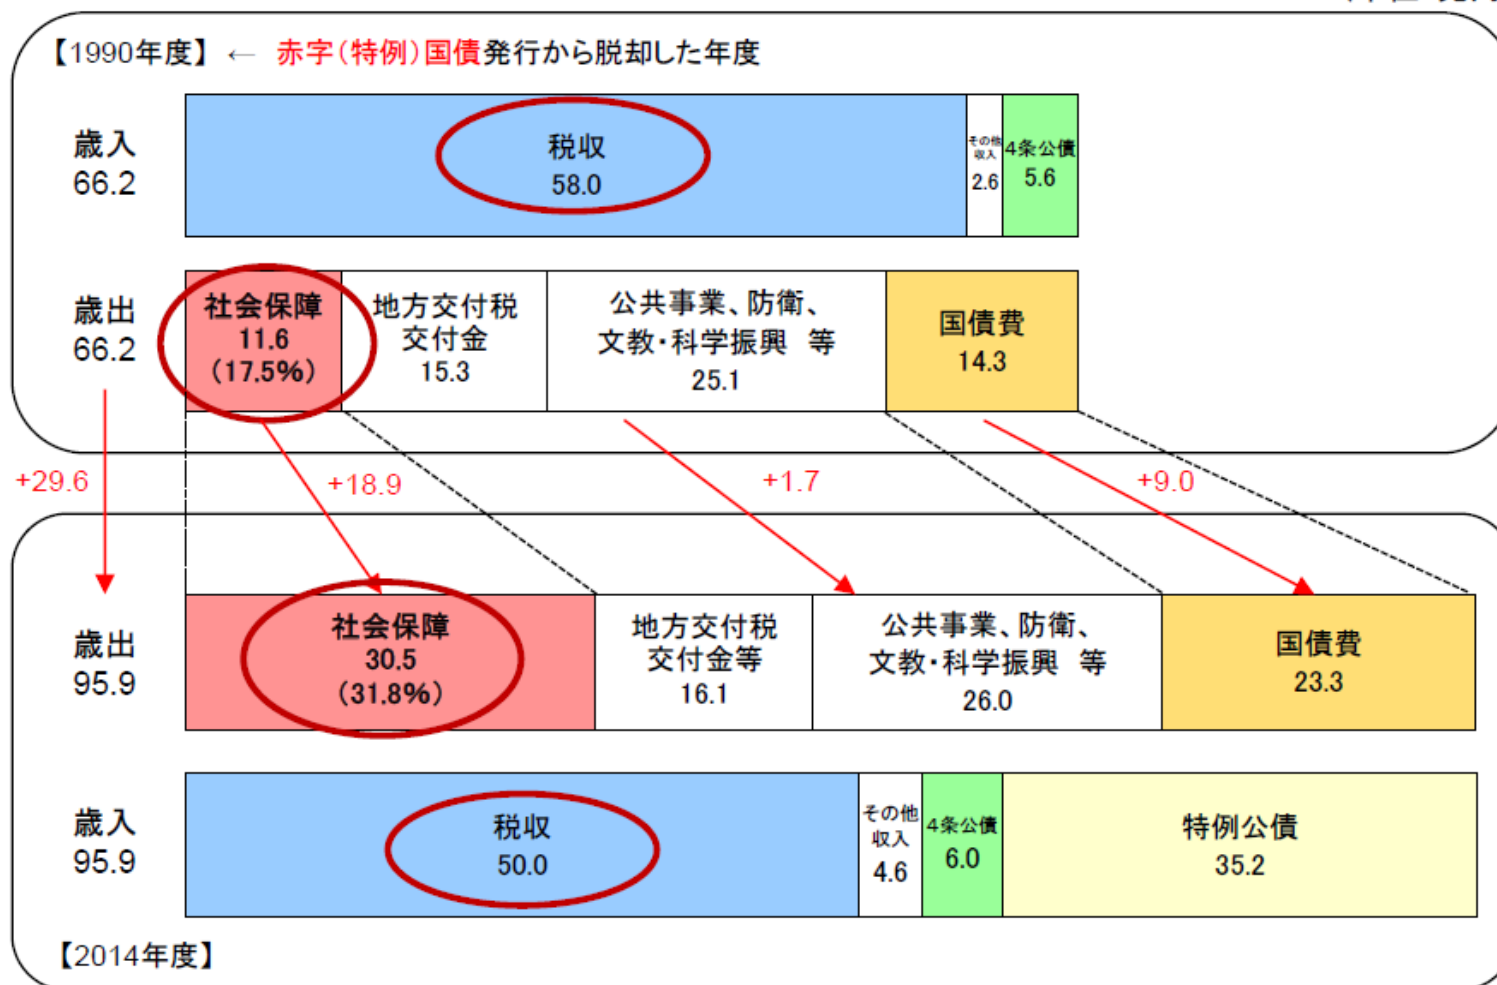 【1990年度】 ← 赤字(特例)国債発行から脱却した年度
歳入
66.2
税収
58.0
その他
収入
2.6
4条公債
5.6
歳出
66.2
社会保障
11.6
(17.5%)
地方交付税
交付金
15.3
公共事業、防衛、
文教・科学振興 等
25.1
国債費
14.3
+29.6
+18.9
+1.7
+9.0
歳出
95.9
社会保障
30.5
(31.8%)
地方交付税
交付金等
16.1
公共事業、防衛、
文教・科学振興 等
26.0
国債費
23.3
歳入
95.9
税収
50.0
その他
収入
4.6
4条公債
6.0
特例公債
35.2
【2014年度】